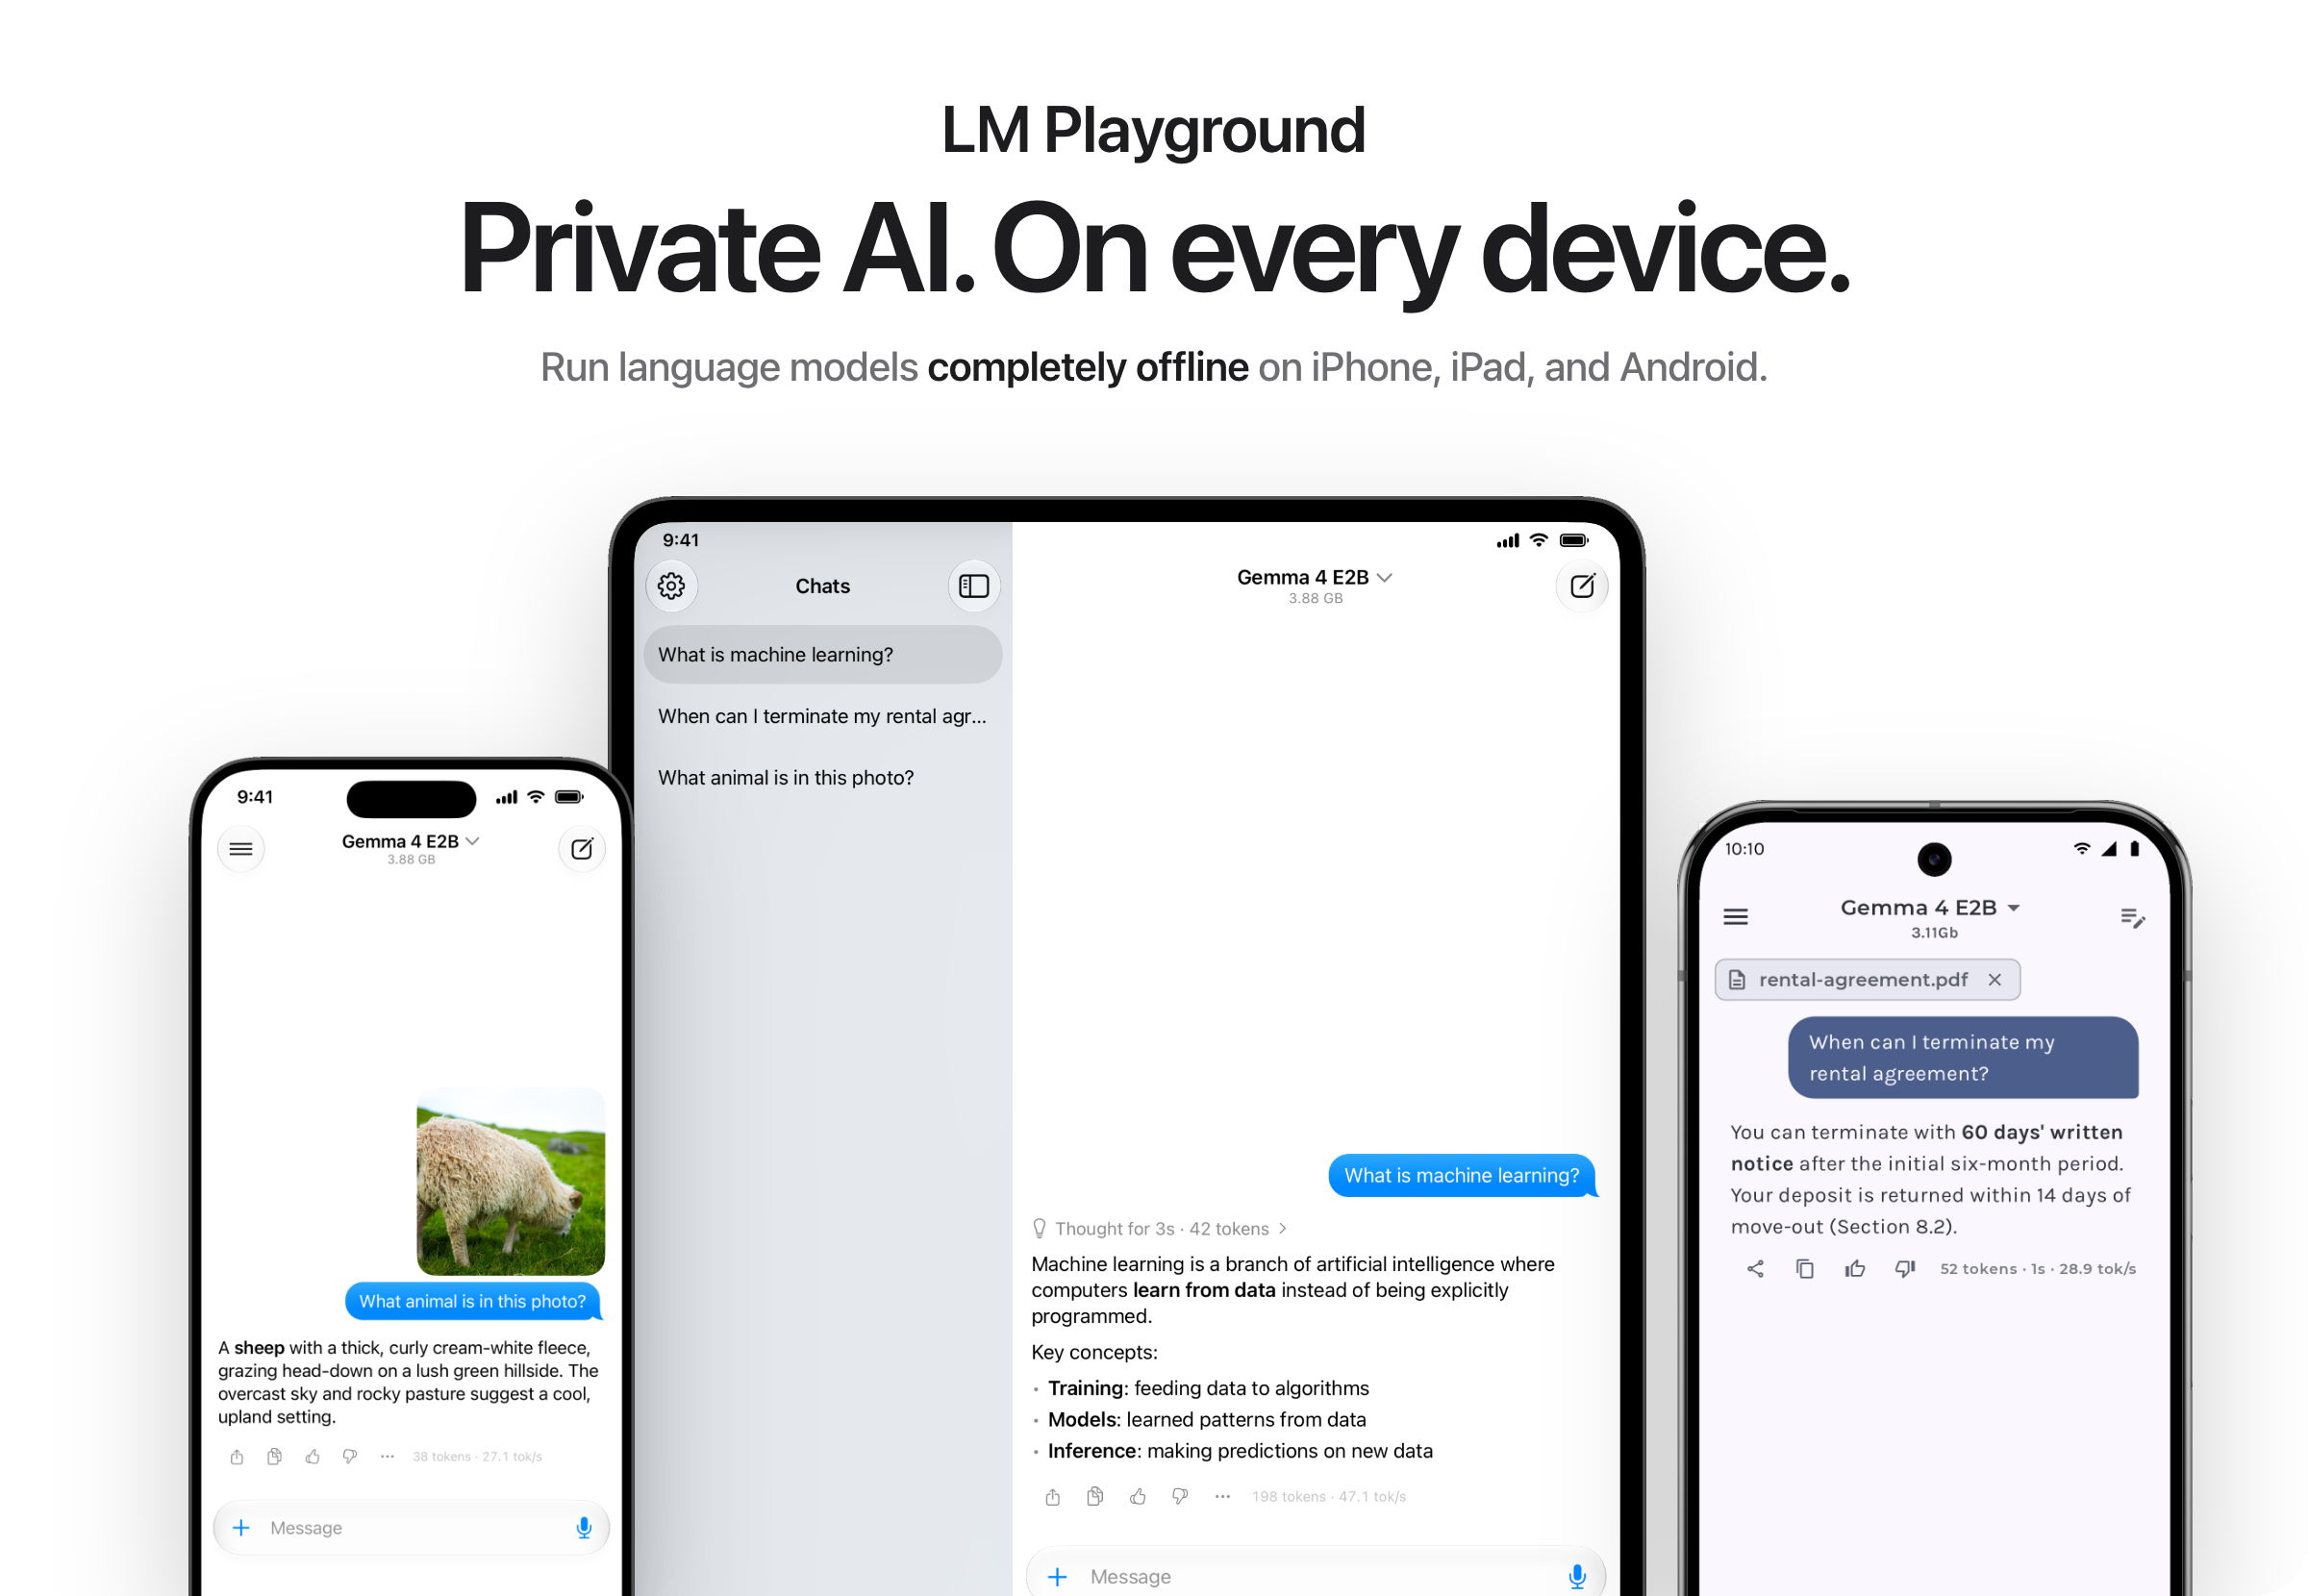 LM Playground
Private AI. On every device.
Run language models completely offline on iPhone, iPad, and Android.
9:41
Chats
What is machine learning?
When can I terminate my rental agr...
What animal is in this photo?
Gemma 4 E2B
3.88 GB
What is machine learning?
Thought for 3s · 42 tokens
Machine learning is a branch of artificial intelligence where
computers learn from data instead of being explicitly
programmed.
Key concepts:
• Training: feeding data to algorithms
• Models: learned patterns from data
• Inference: making predictions on new data
198 tokens · 47.1 tok/s
Message
9:41
Gemma 4 E2B
3.88 GB
What animal is in this photo?
A sheep with a thick, curly cream-white fleece,
grazing head-down on a lush green hillside. The
overcast sky and rocky pasture suggest a cool,
upland setting.
38 tokens · 27.1 tok/s
Message
10:10
Gemma 4 E2B
3.11Gb
rental-agreement.pdf
When can I terminate my
rental agreement?
You can terminate with 60 days' written
notice after the initial six-month period.
Your deposit is returned within 14 days of
move-out (Section 8.2).
52 tokens · 1s · 28.9 tok/s